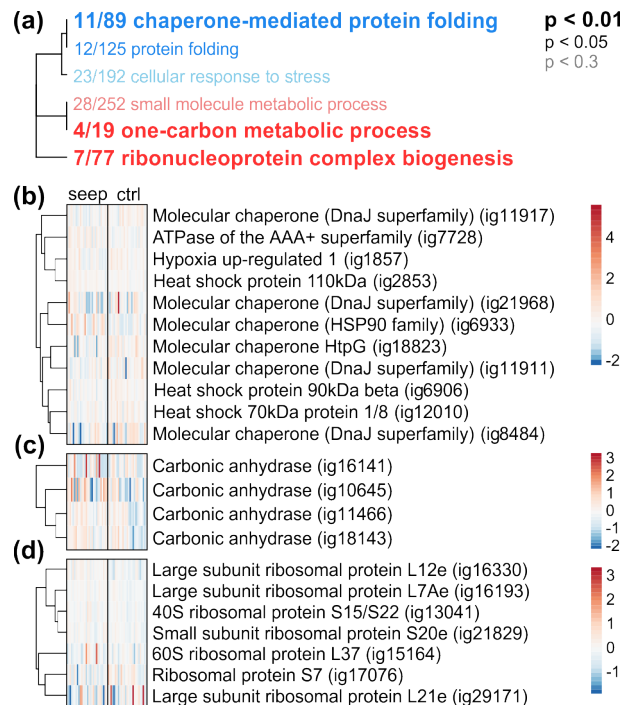 (a)
11/89 chaperone-mediated protein folding
12/125 protein folding
23/192 cellular response to stress
28/252 small molecule metabolic process
4/19 one-carbon metabolic process
7/77 ribonucleoprotein complex biogenesis
p < 0.01
p < 0.05
p < 0.3
(b)
seep ctrl
Molecular chaperone (DnaJ superfamily) (ig11917)
ATPase of the AAA+ superfamily (ig7728)
Hypoxia up-regulated 1 (ig1857)
Heat shock protein 110kDa (ig2853)
Molecular chaperone (DnaJ superfamily) (ig21968)
Molecular chaperone (HSP90 family) (ig6933)
Molecular chaperone HtpG (ig18823)
Molecular chaperone (DnaJ superfamily) (ig11911)
Heat shock protein 90kDa beta (ig6906)
Heat shock 70kDa protein 1/8 (ig12010)
Molecular chaperone (DnaJ superfamily) (ig8484)
4
2
0
-2
(c)
Carbonic anhydrase (ig16141)
Carbonic anhydrase (ig10645)
Carbonic anhydrase (ig11466)
Carbonic anhydrase (ig18143)
3
2
1
0
-1
-2
(d)
Large subunit ribosomal protein L12e (ig16330)
Large subunit ribosomal protein L7Ae (ig16193)
40S ribosomal protein S15/S22 (ig13041)
Small subunit ribosomal protein S20e (ig21829)
60S ribosomal protein L37 (ig15164)
Ribosomal protein S7 (ig17076)
Large subunit ribosomal protein L21e (ig29171)
3
2
1
0
-1